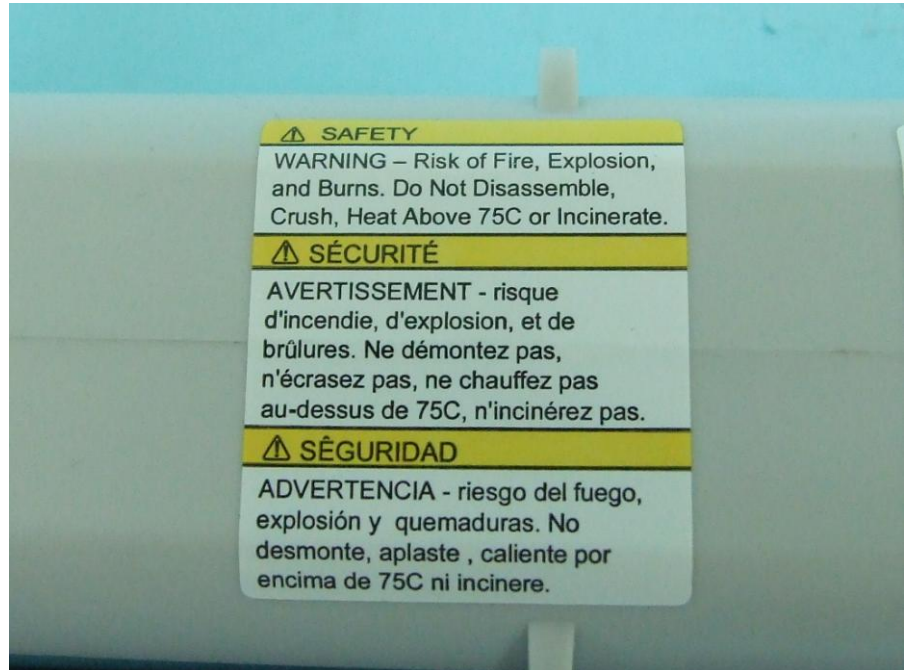 ⚠ SAFETY
WARNING – Risk of Fire, Explosion,
and Burns. Do Not Disassemble,
Crush, Heat Above 75C or Incinerate.
⚠ SÉCURITÉ
AVERTISSEMENT - risque
d'incendie, d'explosion, et de
brûlures. Ne démontez pas,
n'écrasez pas, ne chauffez pas
au-dessus de 75C, n'incinérez pas.
⚠ SÊGURIDAD
ADVERTENCIA - riesgo del fuego,
explosión y quemaduras. No
desmonte, aplaste , caliente por
encima de 75C ni incinere.